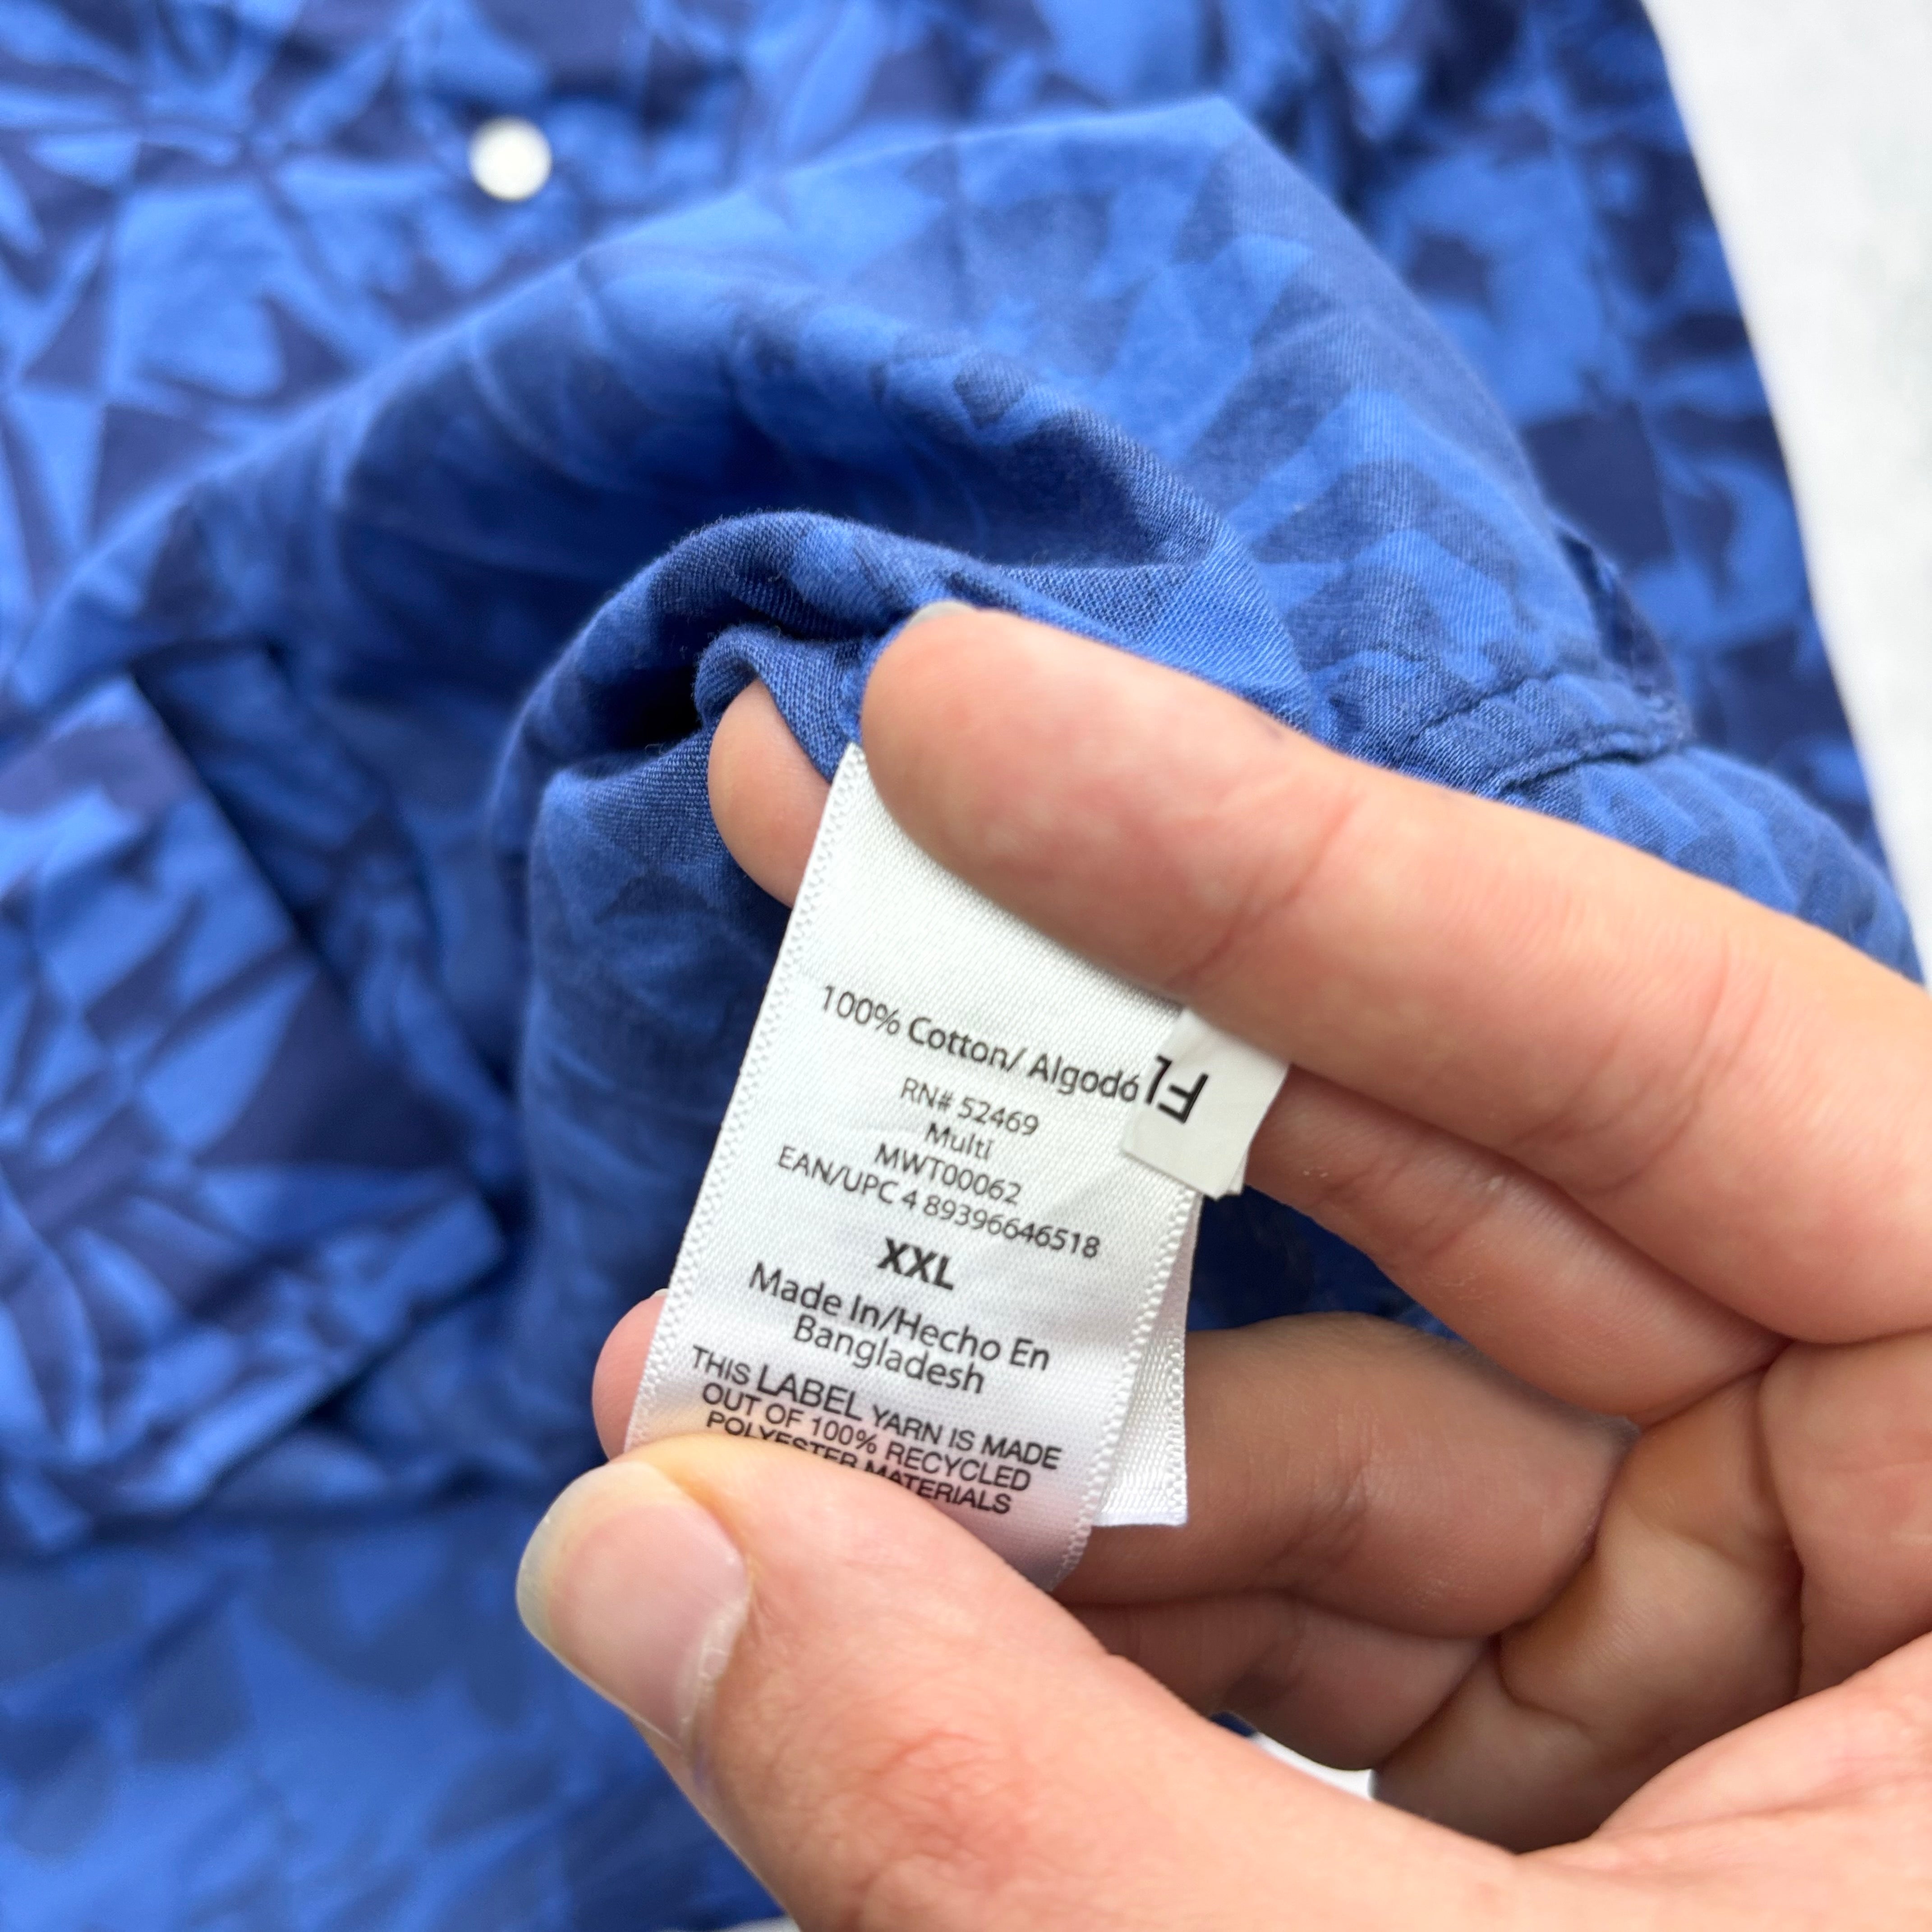 100% Cotton/ Algodó
FL
RN# 52469
Multi
MWT00062
EAN/UPC 4 89396646518
XXL
Made In/Hecho En
Bangladesh
THIS LABEL YARN IS MADE
OUT OF 100% RECYCLED
POLYESTER MATERIALS